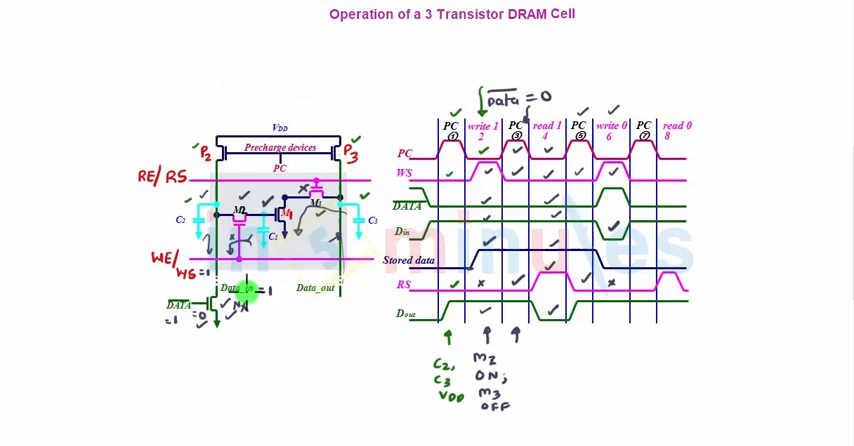 Operation of a 3 Transistor DRAM Cell
VDD
P2
Precharge devices
P3
PC
RE/RS
M2
M1
M3
C2
C1
C3
WE/
WS=1
Data_in =1
Data_out
DATA
=1 =0
DATA = 0
PC write 1 PC read 1 PC write 0 PC read 0
1 2 3 4 5 6 7 8
PC
WS
DATA
Din
Stored data
RS
Dout
C2,
C3
VDD
M2
ON;
M3
OFF
in
minutes